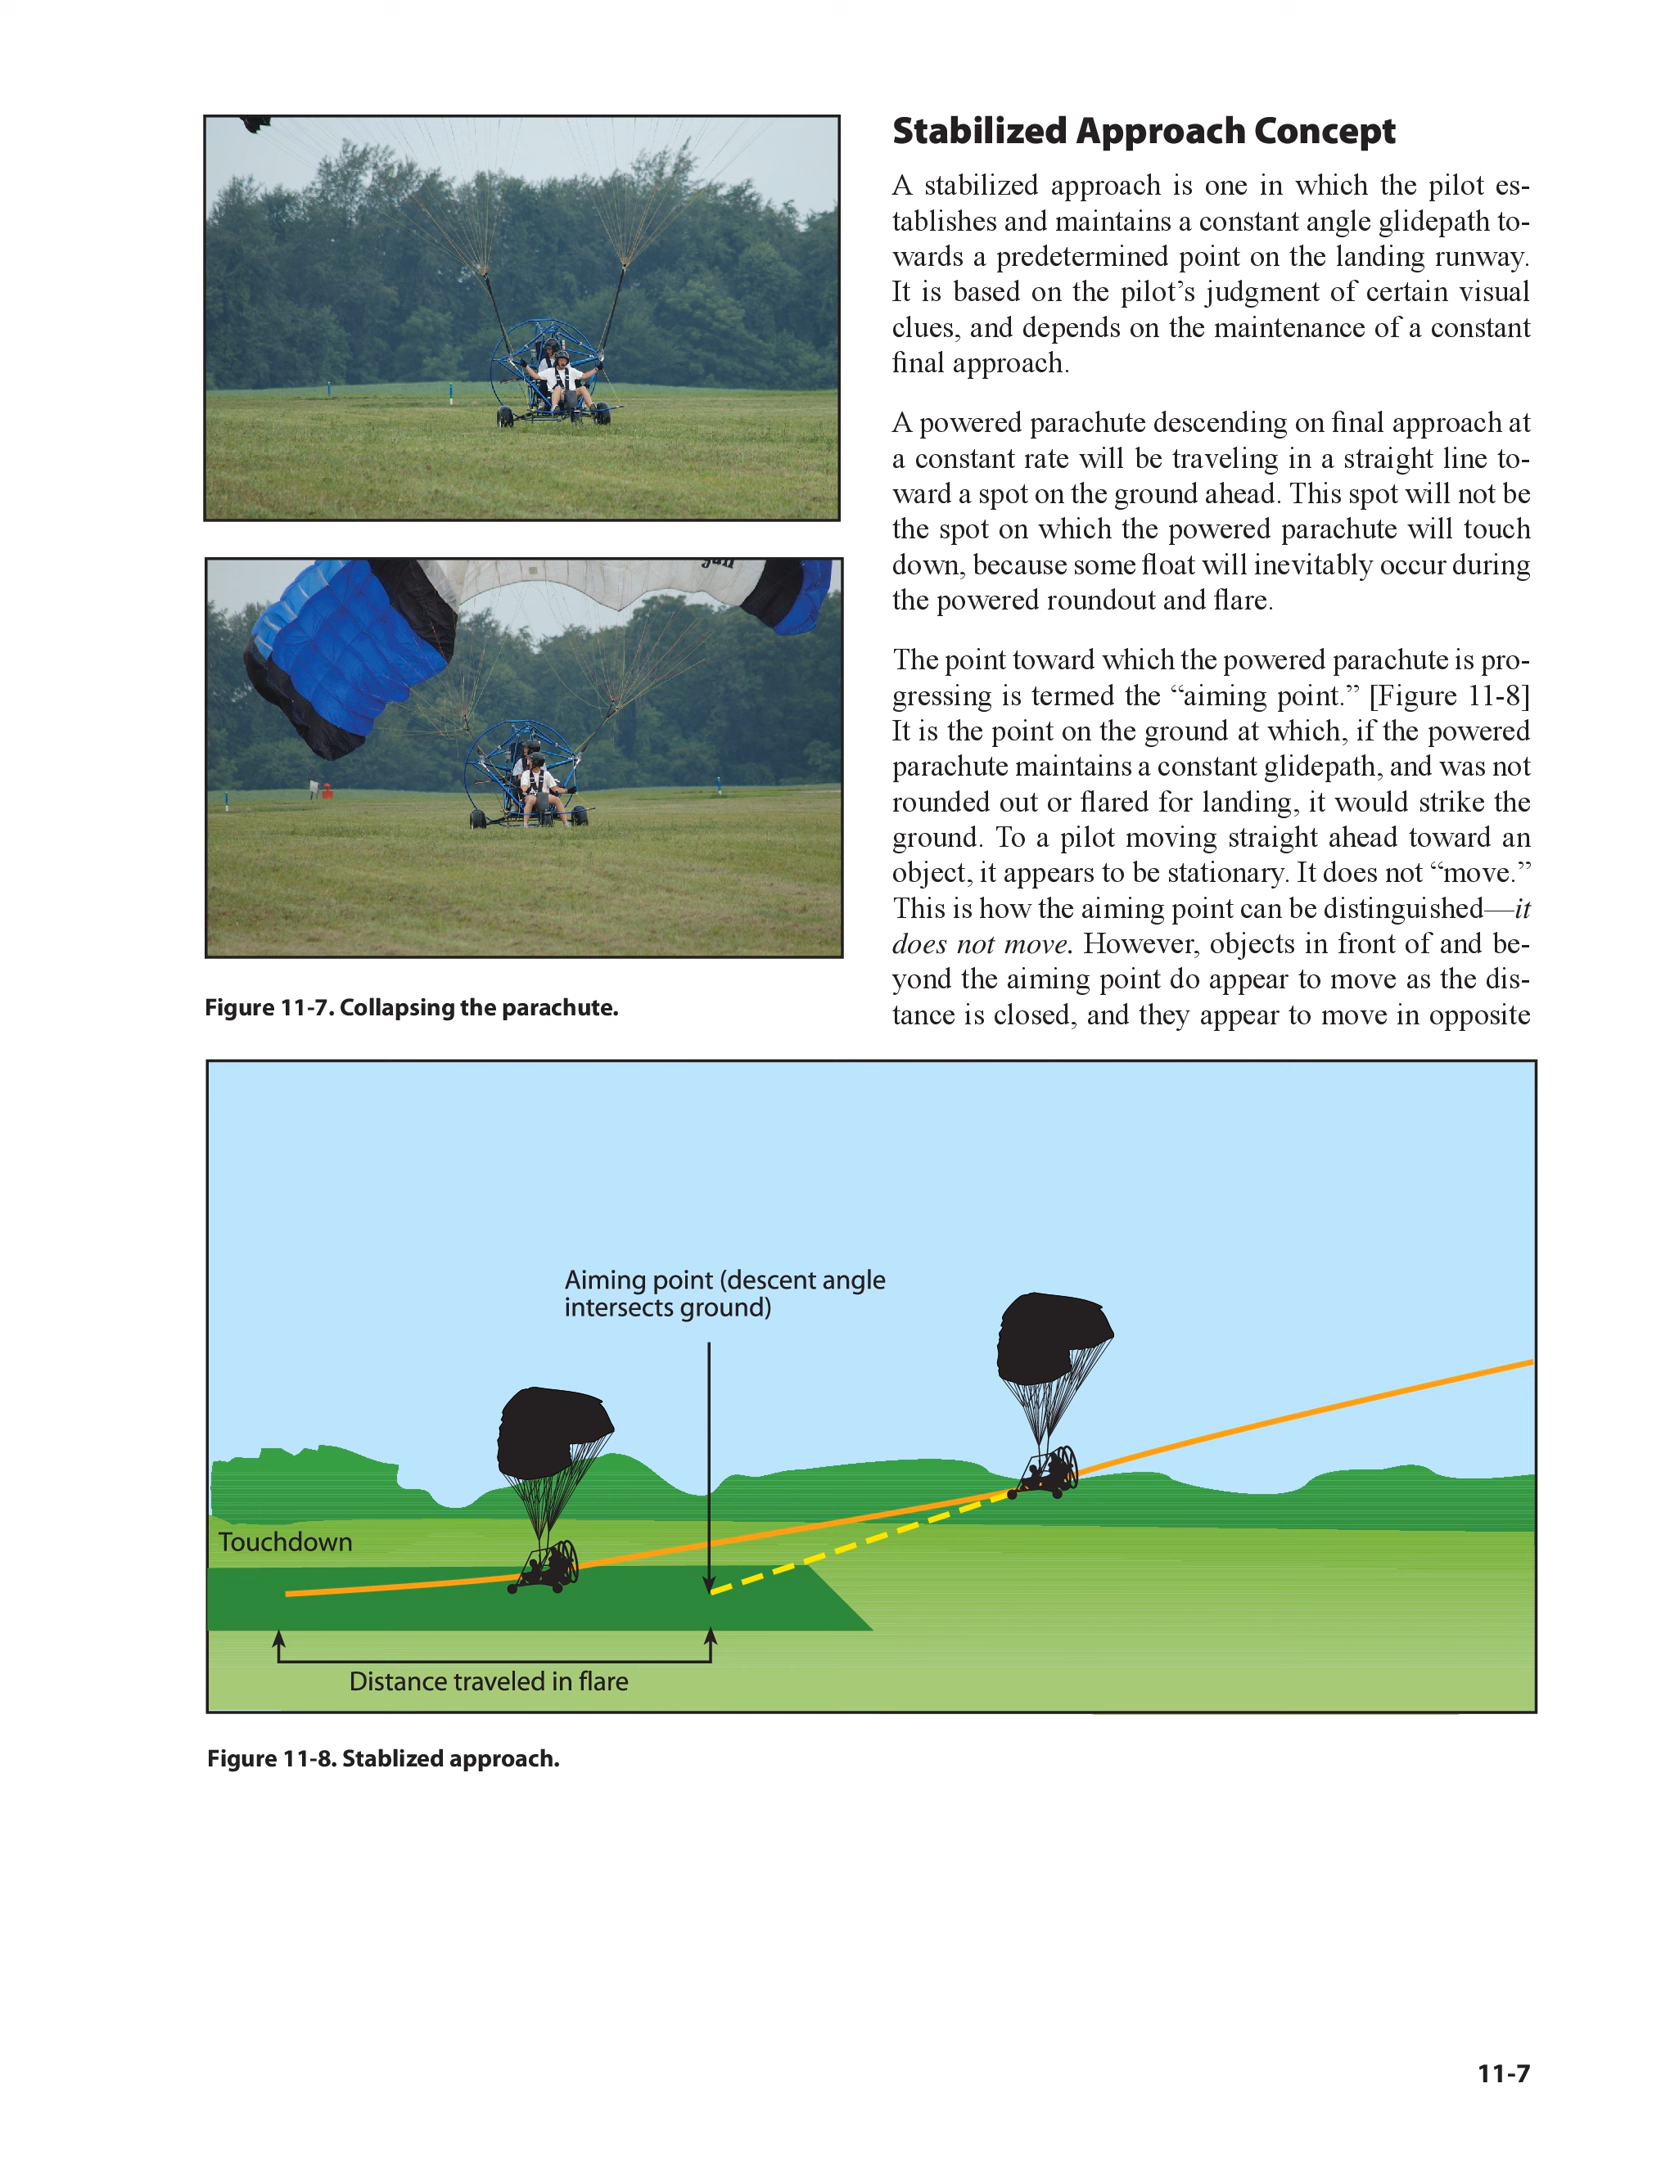 Stabilized Approach Concept
A stabilized approach is one in which the pilot es-
tablishes and maintains a constant angle glidepath to-
wards a predetermined point on the landing runway.
It is based on the pilot’s judgment of certain visual
clues, and depends on the maintenance of a constant
final approach.
A powered parachute descending on final approach at
a constant rate will be traveling in a straight line to-
ward a spot on the ground ahead. This spot will not be
the spot on which the powered parachute will touch
down, because some float will inevitably occur during
the powered roundout and flare.
The point toward which the powered parachute is pro-
gressing is termed the “aiming point.” [Figure 11-8]
It is the point on the ground at which, if the powered
parachute maintains a constant glidepath, and was not
rounded out or flared for landing, it would strike the
ground. To a pilot moving straight ahead toward an
object, it appears to be stationary. It does not “move.”
This is how the aiming point can be distinguished—it
does not move. However, objects in front of and be-
yond the aiming point do appear to move as the dis-
tance is closed, and they appear to move in opposite
Figure 11-7. Collapsing the parachute.
Aiming point (descent angle
intersects ground)
Touchdown
Distance traveled in flare
Figure 11-8. Stablized approach.
11-7